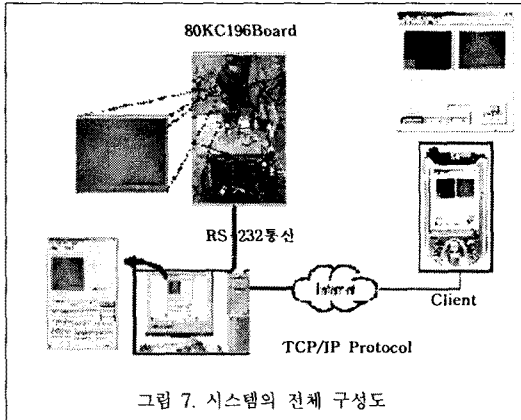 80KC196Board
RS-232통신
Internet
Client
TCP/IP Protocol
그림 7. 시스템의 전체 구성도